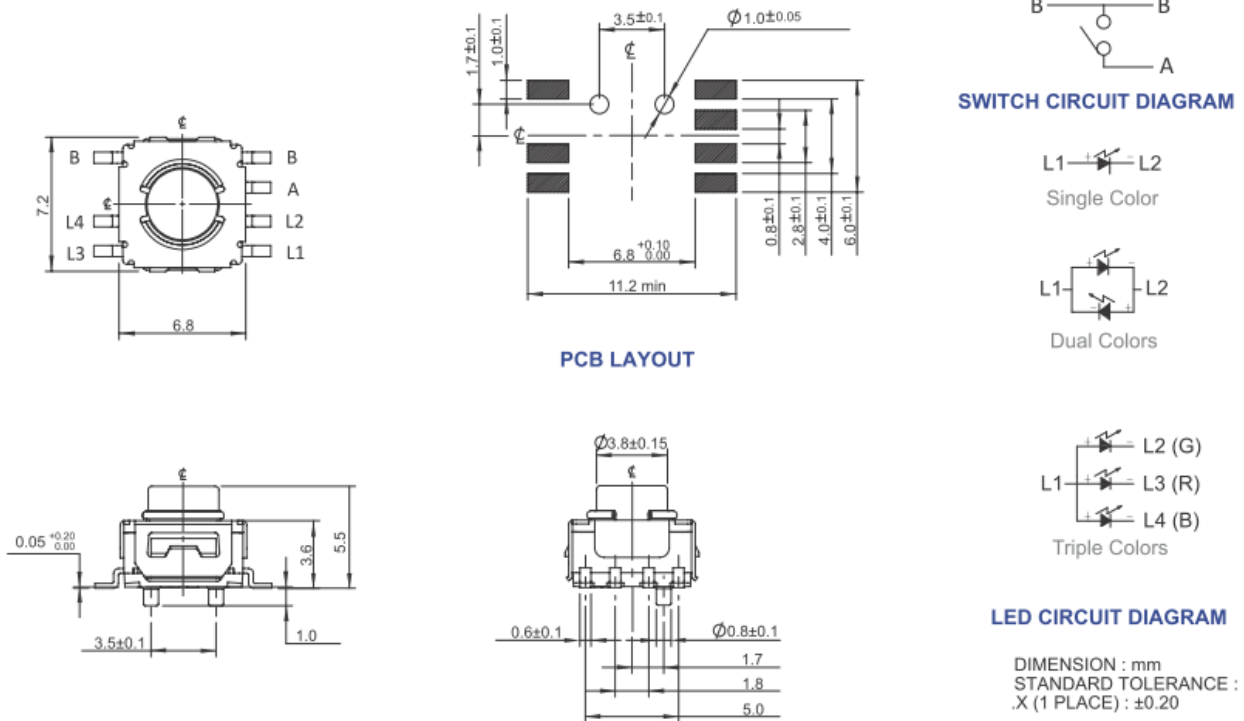 B B
A
SWITCH CIRCUIT DIAGRAM
L1 + - L2
Single Color
+ -
L1 L2
- +
Dual Colors
+ - L2 (G)
L1 + - L3 (R)
+ - L4 (B)
Triple Colors
LED CIRCUIT DIAGRAM
DIMENSION : mm
STANDARD TOLERANCE :
.X (1 PLACE) : ±0.20
3.5±0.1
Ø1.0±0.05
1.7±0.1
1.0±0.1
℄
℄
0.8±0.1
2.8±0.1
4.0±0.1
6.0±0.1
6.8 +0.10 0.00
11.2 min
PCB LAYOUT
℄
B B
A
℄
L4 L2
L3 L1
7.2
6.8
℄
0.05 +0.20 0.00
3.6
5.5
3.5±0.1
1.0
Ø3.8±0.15
℄
0.6±0.1
Ø0.8±0.1
1.7
1.8
5.0